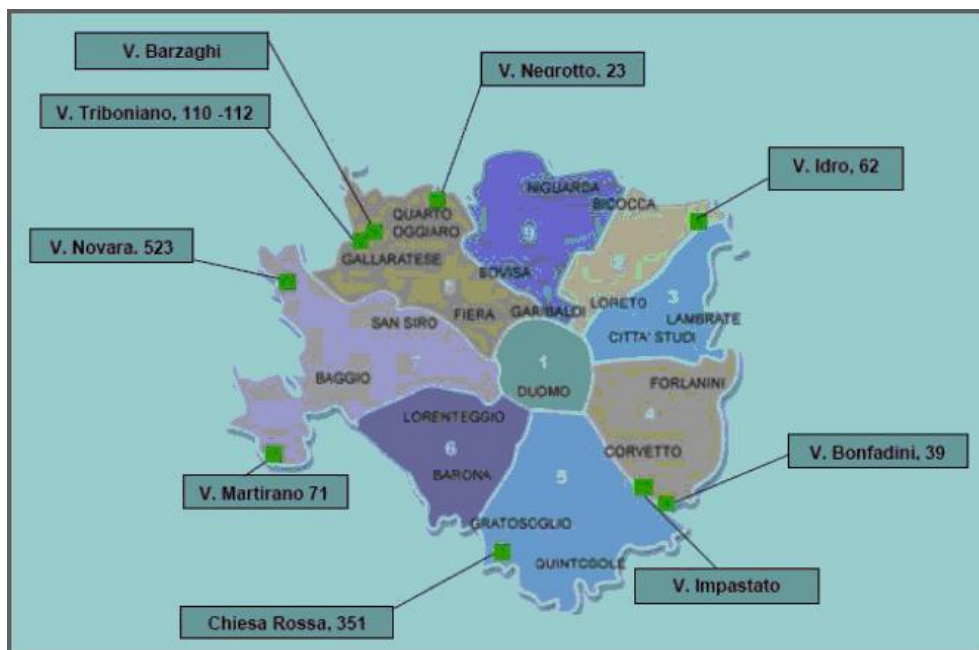 V. Barzaghi
V. Negrotto. 23
V. Triboniano, 110 -112
V. Idro, 62
NIGUARDA
BICOCCA
QUARTO
OGGIARO
9
V. Novara. 523
GALLARATESE
2
SOVISA
8
LORETO
3
FIERA
GARIBALDI
LAMBRATE
SAN SIRO
CITTA' STUDI
7
1
BAGGIO
FORLANINI
DUOMO
4
LORENTEGGIO
6
CORVETTO
V. Bonfadini, 39
BARONA
5
V. Martirano 71
GRATOSOGLIO
QUINTOSOLE
V. Impastato
Chiesa Rossa, 351